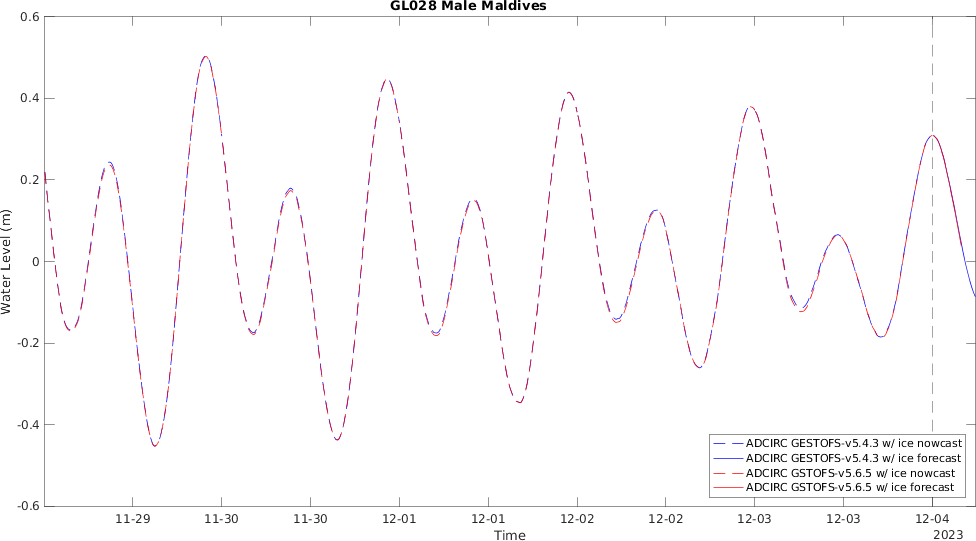 GL028 Male Maldives
0.6
0.4
0.2
0
-0.2
-0.4
-0.6
Water Level (m)
ADCIRC GESTOFS-v5.4.3 w/ ice nowcast
ADCIRC GESTOFS-v5.4.3 w/ ice forecast
ADCIRC GSTOFS-v5.6.5 w/ ice nowcast
ADCIRC GSTOFS-v5.6.5 w/ ice forecast
11-29 11-30 11-30 12-01 12-01 12-02 12-02 12-03 12-03 12-04
Time 2023